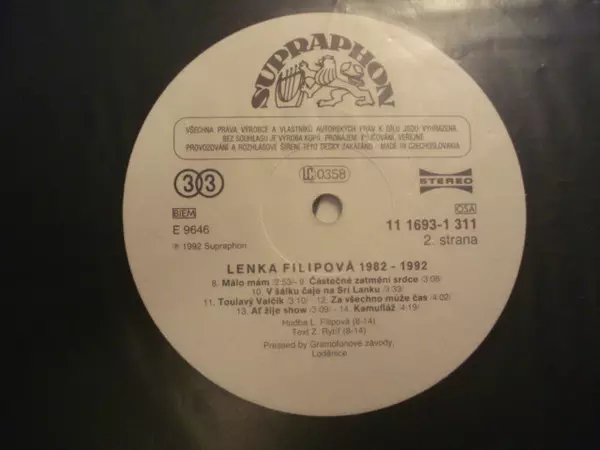 SUPRAPHON
VŠECHNA PRÁVA VÝROBCE A VLASTNÍKŮ AUTORSKÝCH PRÁV K DÍLU JSOU VYHRAZENA.
BEZ SOUHLASU JE VÝROBA KOPIÍ, PRONÁJEM, PŮJČOVÁNÍ, VEŘEJNÉ
PROVOZOVÁNÍ A ROZHLASOVÉ ŠÍŘENÍ TÉTO DESKY ZAKÁZÁNO. MADE IN CZECHOSLOVAKIA
33
LC 0358
STEREO
BIEM
OSA
E 9646
11 1693-1 311
℗ 1992 Supraphon
2. strana
LENKA FILIPOVÁ 1982 - 1992
8. Málo mám /3:53/ - 9. Částečné zatmění srdce /3:08/
10. V šálku čaje na Srí Lanku /3:33/
11. Toulavý Valčík /3:10/ - 12. Za všechno může čas /4:02/
13. Ať žije show /3:09/ - 14. Kamufláž /4:19/
Hudba L. Filipová (8-14)
Text Z. Rytíř (8-14)
Pressed by Gramofonové závody,
Loděnice